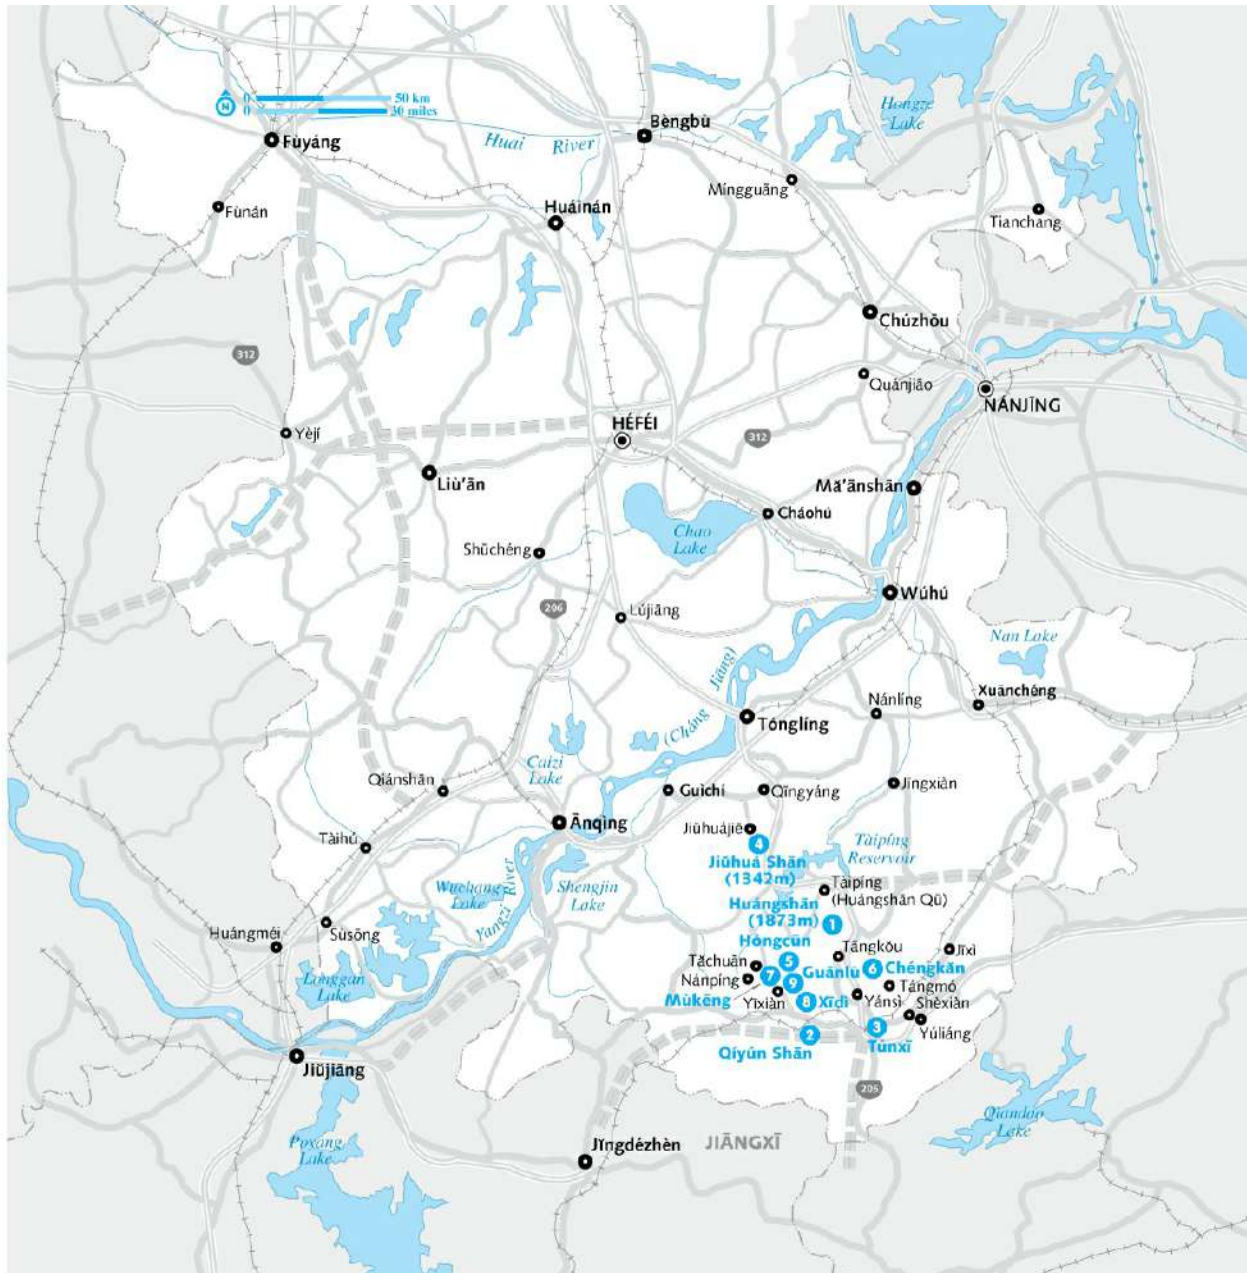 0 50 km
N
0 30 miles
Fùyáng
Huai River
Bèngbù
Hongze
Lake
Fùnán
Huáinán
Míngguāng
Tianchang
Chúzhōu
312
Quánjiāo
NÁNJĪNG
Yèjí
HÉFÉI
312
Liù'ān
Mǎ'ānshān
Cháohú
Chao
Lake
Shūchéng
Wúhú
206
Lújiāng
Nan Lake
(Cháng Jiāng)
Nánlíng
Xuānchéng
Tónglíng
Caizi
Lake
Qiánshān
Guìchí
Qīngyáng
Jīngxiàn
Ānqìng
Jiǔhuájiē
Tàihú
4
Jiǔhuá Shān
(1342m)
Tàipíng
Reservoir
Wuchang
Lake
Yangzi River
Shengjin
Lake
Tàipíng
(Huángshān Qū)
Huángshān
(1873m)
1
Sùsōng
Huángméi
Hóngcūn
Tāngkǒu
Jīxī
Tǎchuān
5
Guānlù
6
Chéngkǎn
Longgan
Lake
Nánpíng
7
9
Tángmó
Mùkēng
Yīxiàn
8
Xīdì
Yánsì
Shèxiàn
Yúliáng
2
3
Qíyún Shān
Túnxī
Jiǔjiāng
205
Qiandao
Lake
Poyang
Lake
Jǐngdézhèn
JIĀNGXĪ